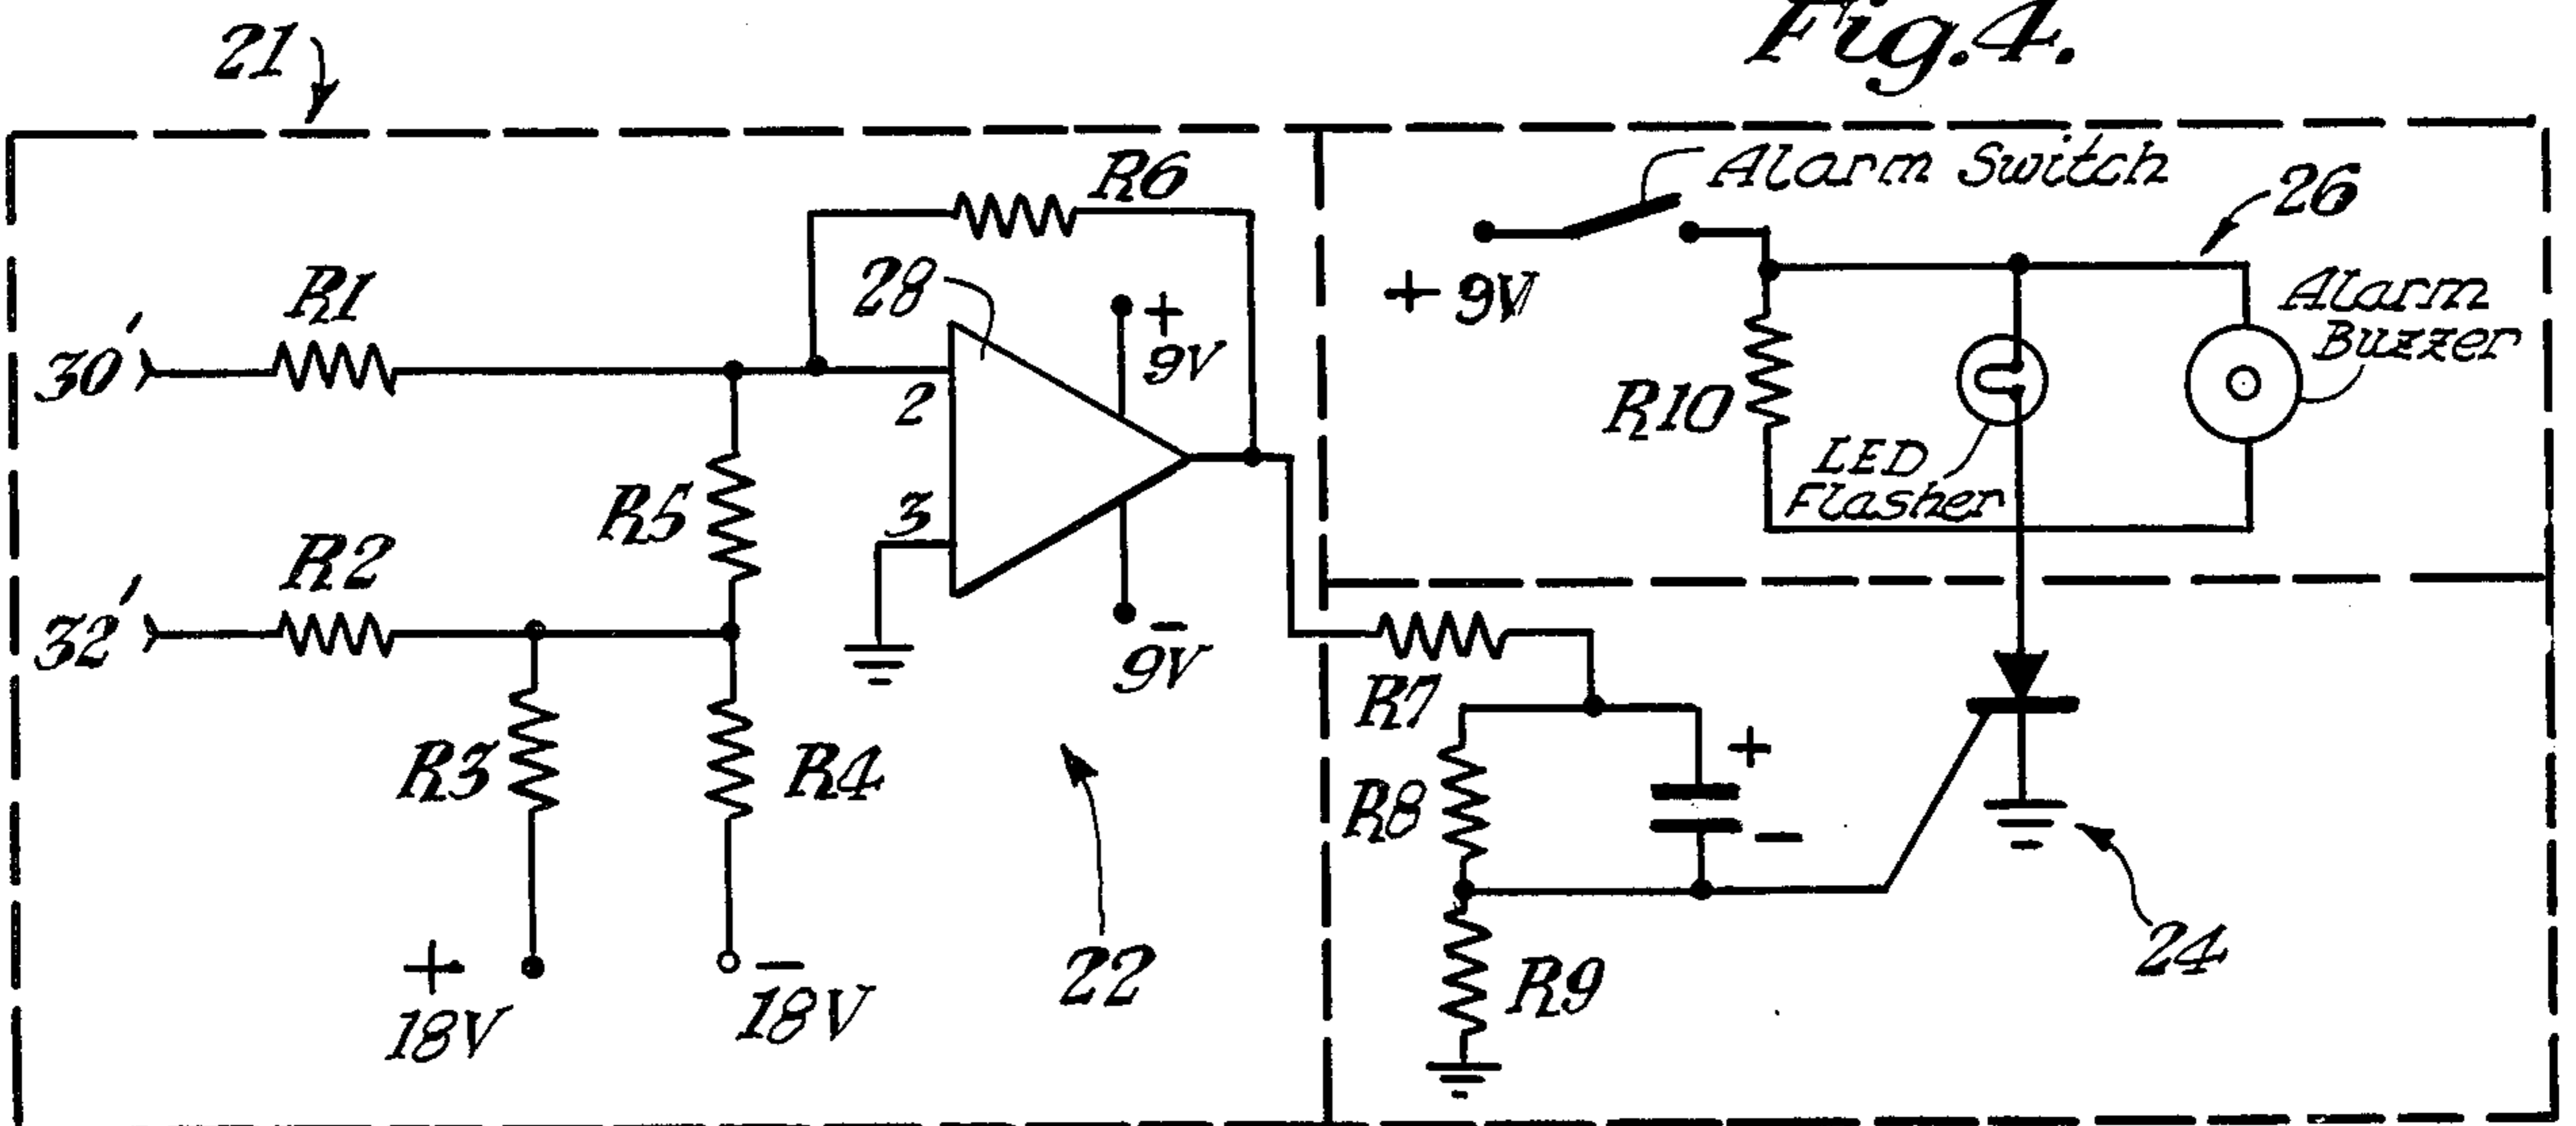 Fig.4.
21
R6
Alarm Switch
26
28
+
9V
+ 9V
Alarm
Buzzer
R1
30'
2
R10
LED
Flasher
R5
3
R2
32'
-
9V
R7
R3
R4
R8
+
-
22
24
R9
+
18V
-
18V